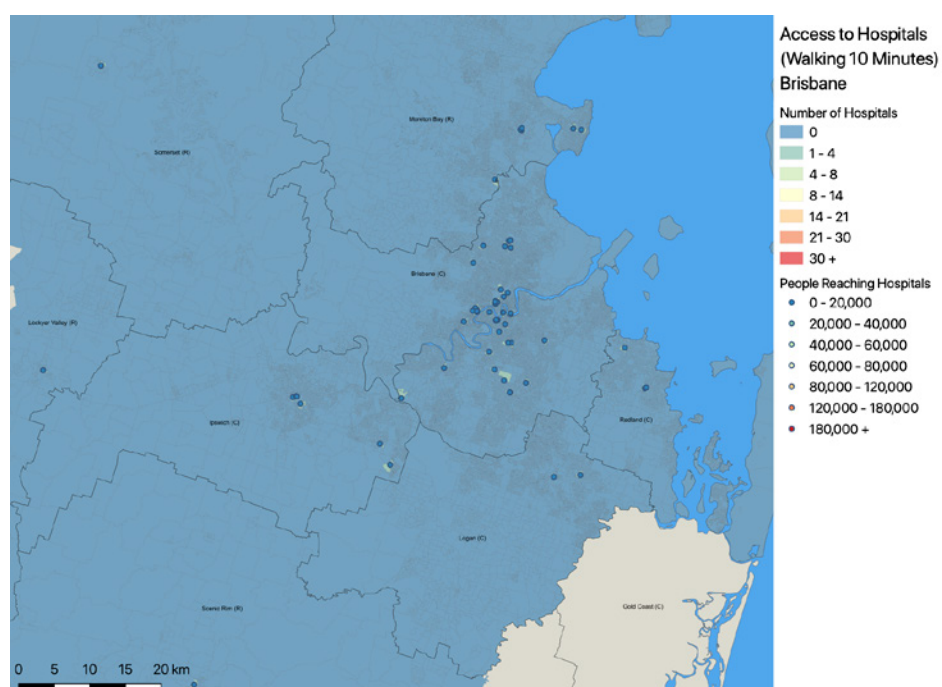 Access to Hospitals
(Walking 10 Minutes)
Brisbane
Number of Hospitals
0
1 - 4
4 - 8
8 - 14
14 - 21
21 - 30
30 +
People Reaching Hospitals
0 - 20,000
20,000 - 40,000
40,000 - 60,000
60,000 - 80,000
80,000 - 120,000
120,000 - 180,000
180,000 +
Moreton Bay (R)
Somerset (R)
Brisbane (C)
Lockyer Valley (R)
Ipswich (C)
Redland (C)
Logan (C)
Scenic Rim (R)
Gold Coast (C)
0 5 10 15 20 km